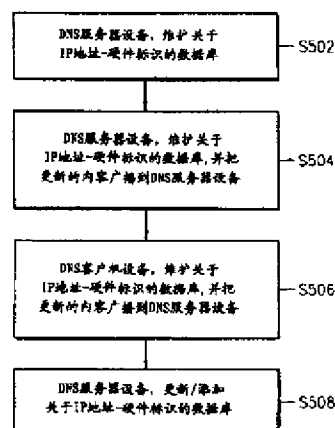 DNS服务器设备, 维护关于
IP地址-硬件标识的数据库
S502
DNS服务器设备, 维护关于
IP地址-硬件标识的数据库, 并把
更新的内容广播到DNS服务器设备
S504
DNS客户机设备, 维护关于
IP地址-硬件标识的数据库, 并把
更新的内容广播到DNS服务器设备
S506
DNS服务器设备, 更新/添加
关于IP地址-硬件标识的数据库
S508